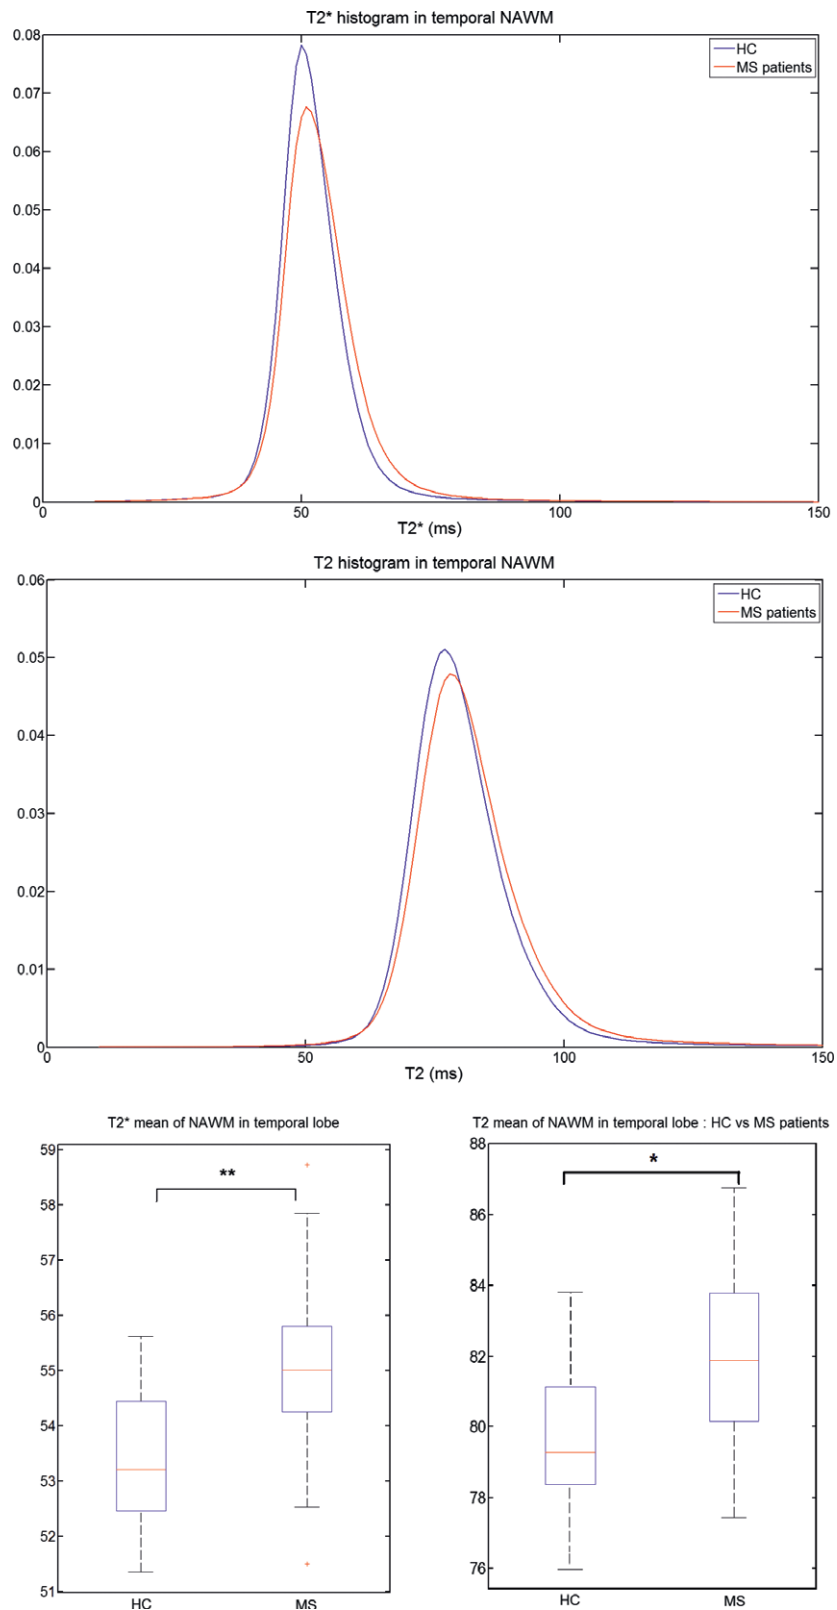 T2* histogram in temporal NAWM
0.08
0.07
0.06
0.05
0.04
0.03
0.02
0.01
0
HC
MS patients
0 50 100 150
T2* (ms)
T2 histogram in temporal NAWM
0.06
0.05
0.04
0.03
0.02
0.01
0
HC
MS patients
0 50 100 150
T2 (ms)
T2* mean of NAWM in temporal lobe
59
58
57
56
55
54
53
52
51
**
HC MS
T2 mean of NAWM in temporal lobe : HC vs MS patients
88
86
84
82
80
78
76
*
HC MS